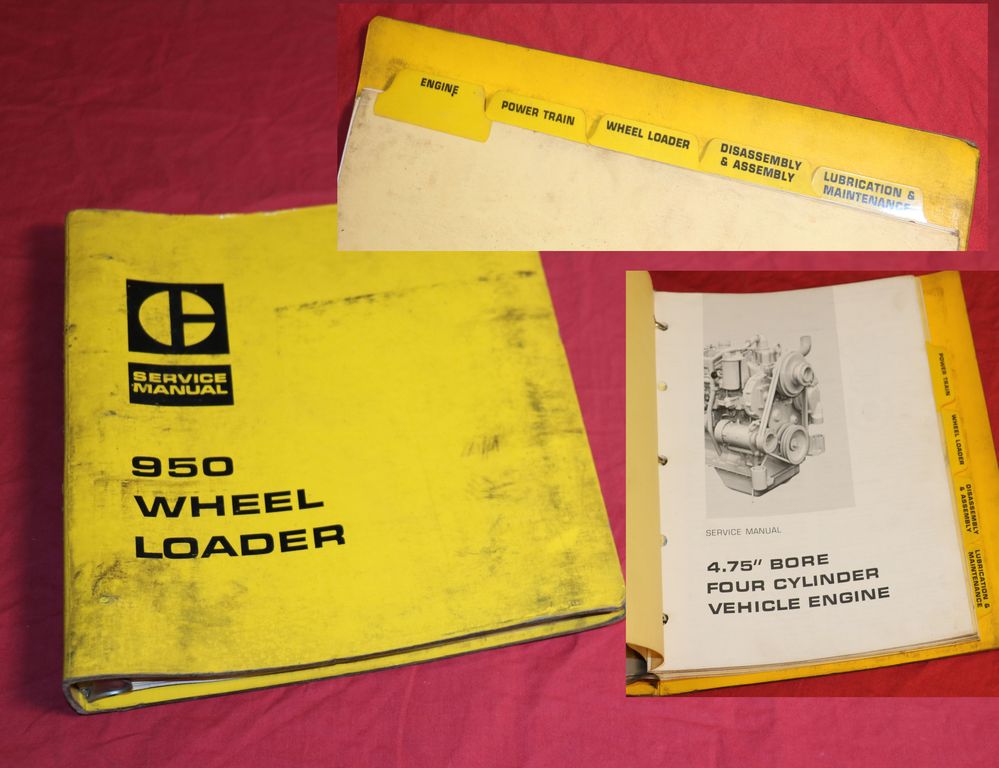 SERVICE
MANUAL
950
WHEEL
LOADER
ENGINE
POWER TRAIN
WHEEL LOADER
DISASSEMBLY
& ASSEMBLY
LUBRICATION &
MAINTENANCE
SERVICE MANUAL
4.75" BORE
FOUR CYLINDER
VEHICLE ENGINE
POWER TRAIN
WHEEL LOADER
DISASSEMBLY
& ASSEMBLY
LUBRICATION &
MAINTENANCE